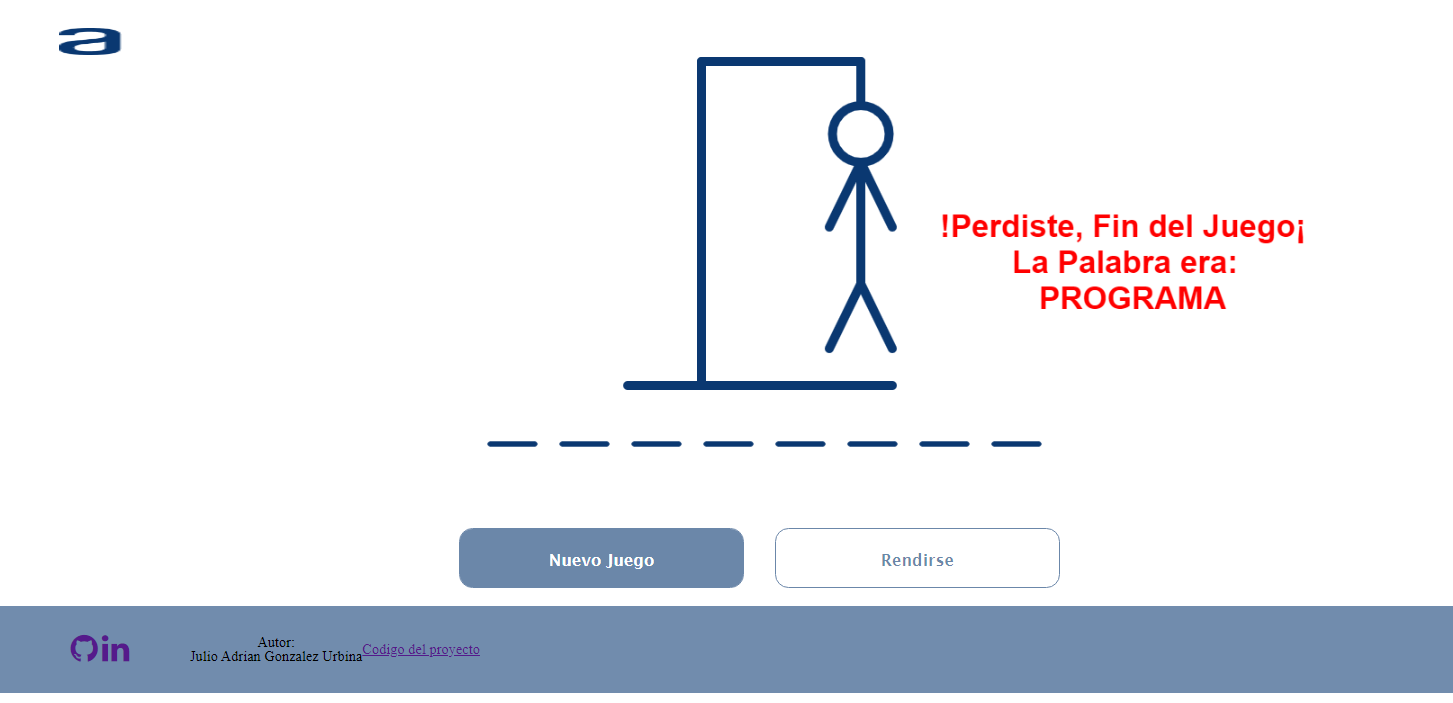 a
!Perdiste, Fin del Juego¡
La Palabra era:
PROGRAMA
Nuevo Juego
Rendirse
in
Autor:
Julio Adrian Gonzalez Urbina
Codigo del proyecto